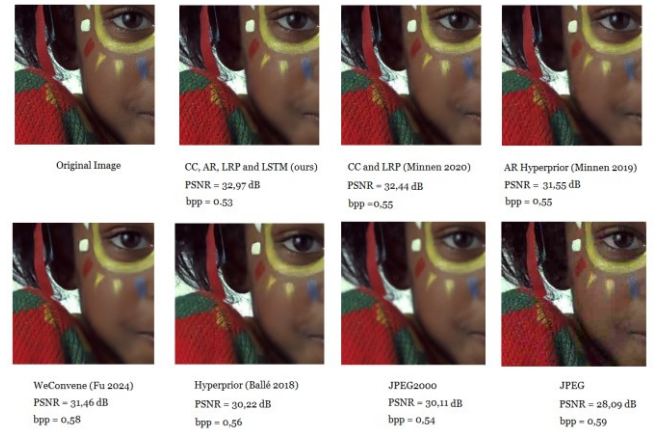 Original Image
CC, AR, LRP and LSTM (ours)
PSNR = 32,97 dB
bpp = 0.53
CC and LRP (Minnen 2020)
PSNR = 32,44 dB
bpp =0,55
AR Hyperprior (Minnen 2019)
PSNR = 31,55 dB
bpp = 0,55
WeConvene (Fu 2024)
PSNR = 31,46 dB
bpp = 0,58
Hyperprior (Ballé 2018)
PSNR = 30,22 dB
bpp = 0,56
JPEG2000
PSNR = 30,11 dB
bpp = 0,54
JPEG
PSNR = 28,09 dB
bpp = 0,59